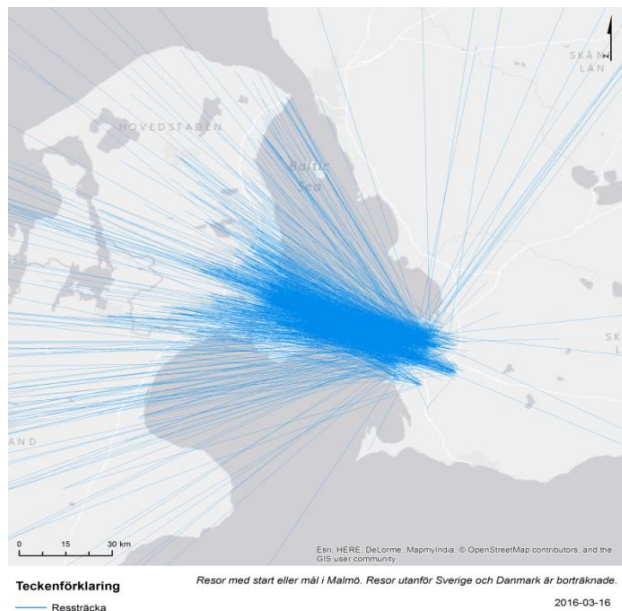 SKÅN
LÄN
HOVEDSTADEN
Baltic
Sea
SK
L
AND
0 15 30 km
Esri, HERE, DeLorme, MapmyIndia, © OpenStreetMap contributors, and the
GIS user community
Teckenförklaring
Ressträcka
Resor med start eller mål i Malmö. Resor utanför Sverige och Danmark är borträknade.
2016-03-16